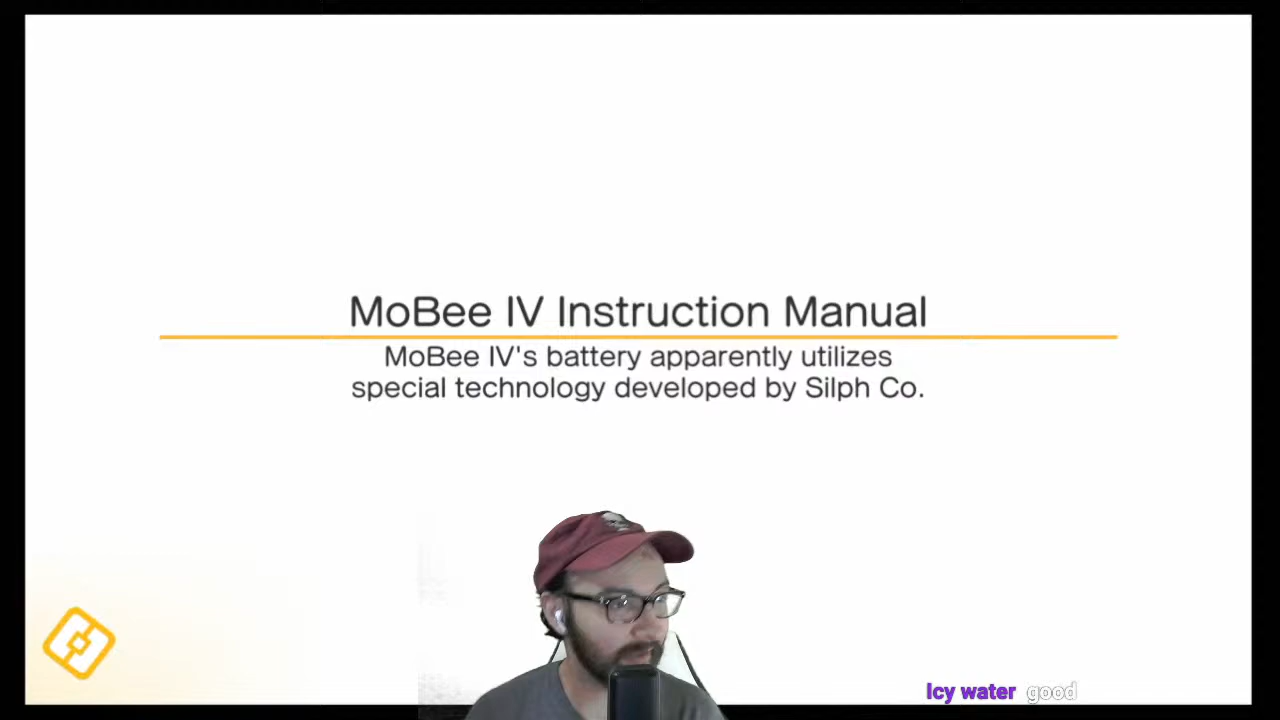 MoBee IV Instruction Manual
MoBee IV's battery apparently utilizes
special technology developed by Silph Co.
Icy water good